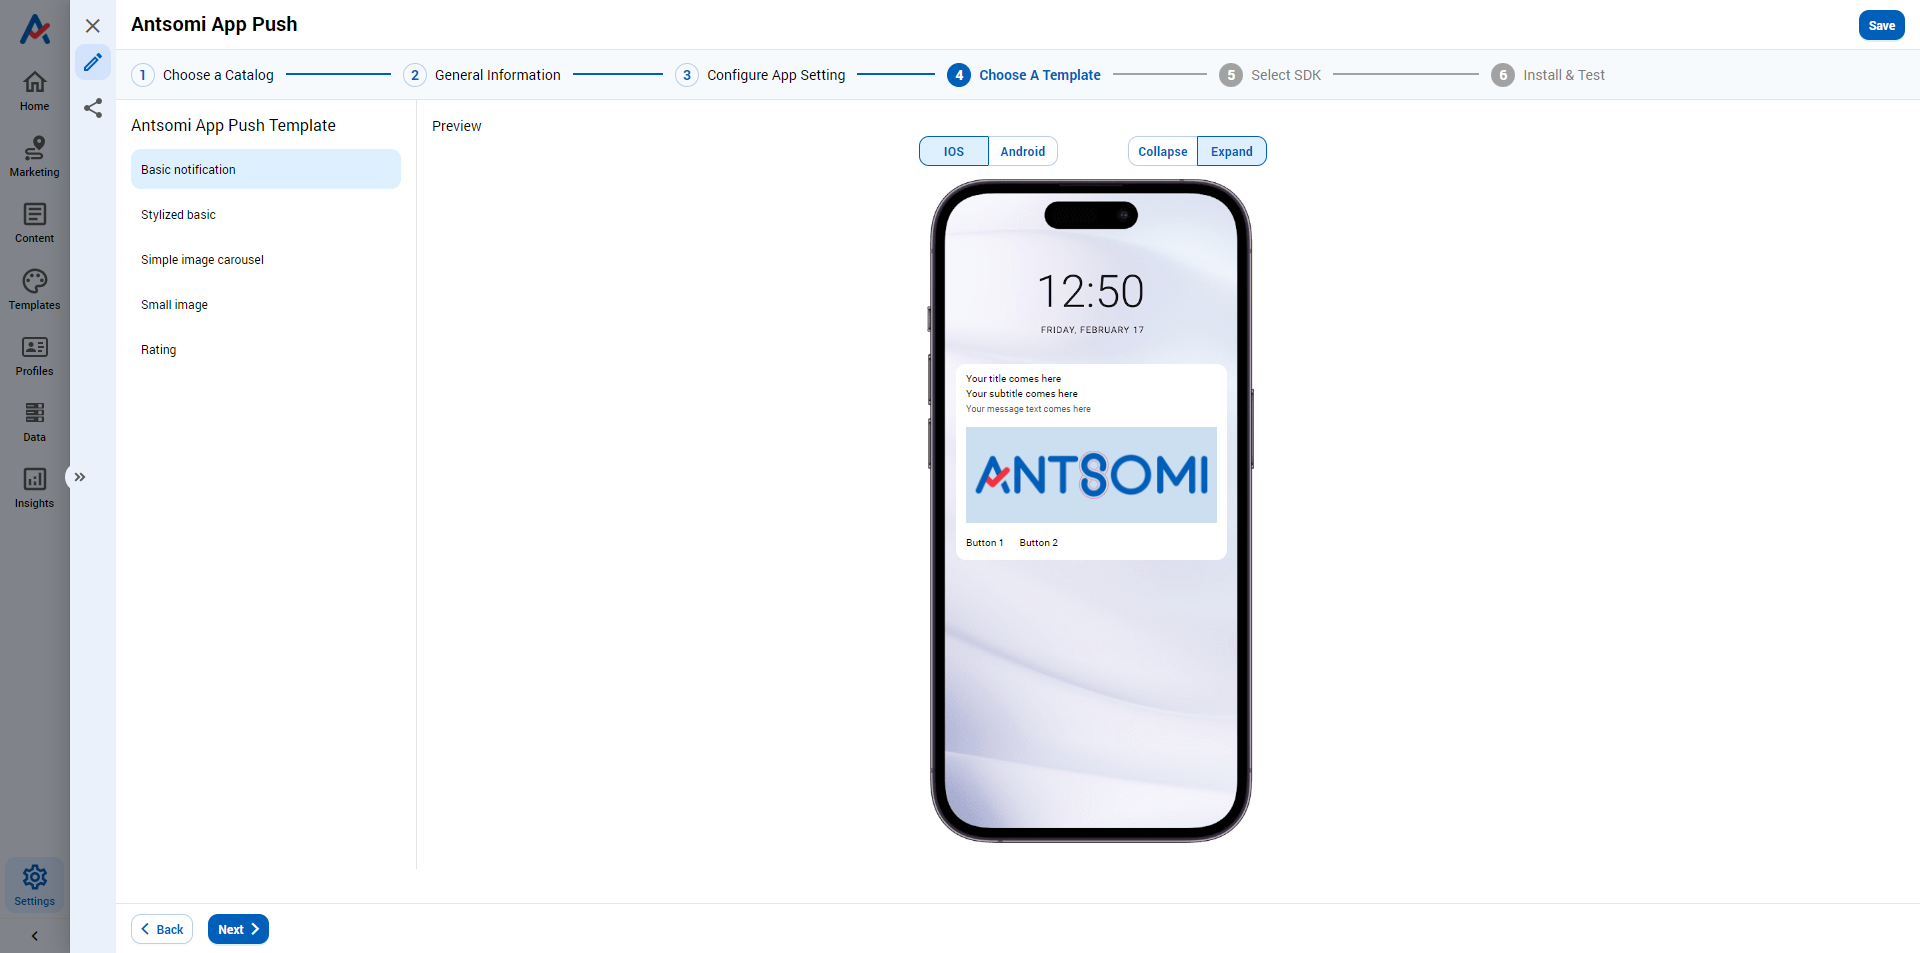 Antsomi App Push
Save
1 Choose a Catalog
2 General Information
3 Configure App Setting
4 Choose A Template
5 Select SDK
6 Install & Test
Home
Marketing
Content
Templates
Profiles
Data
Insights
Settings
Antsomi App Push Template
Basic notification
Stylized basic
Simple image carousel
Small image
Rating
Preview
IOS Android
Collapse Expand
12:50
FRIDAY, FEBRUARY 17
Your title comes here
Your subtitle comes here
Your message text comes here
ANTSOMI
Button 1 Button 2
Back Next